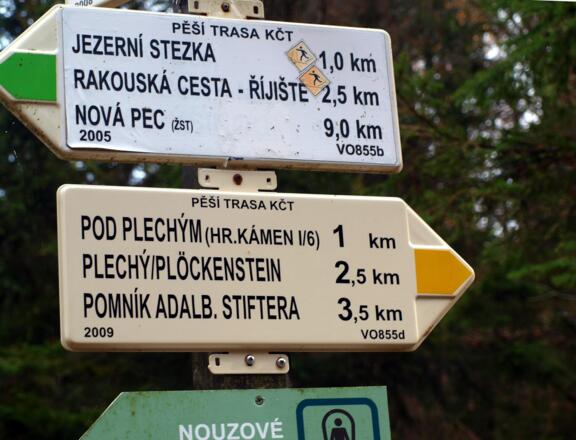 PĚŠÍ TRASA KČT
JEZERNÍ STEZKA 1,0 km
RAKOUSKÁ CESTA - ŘÍJIŠTĚ 2,5 km
NOVÁ PEC (ŽST) 9,0 km
2005 VO855b
PĚŠÍ TRASA KČT
POD PLECHÝM (HR.KÁMEN I/6) 1 km
PLECHÝ/PLÖCKENSTEIN 2,5 km
POMNÍK ADALB. STIFTERA 3,5 km
2009 VO855d
NOUZOVÉ